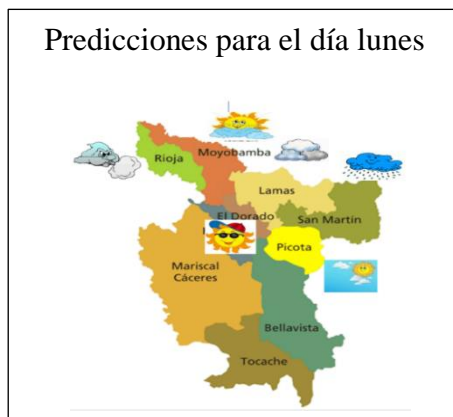 Predicciones para el día lunes
Rioja
Moyobamba
Lamas
El Dorado
San Martín
Picota
Mariscal
Cáceres
Bellavista
Tocache